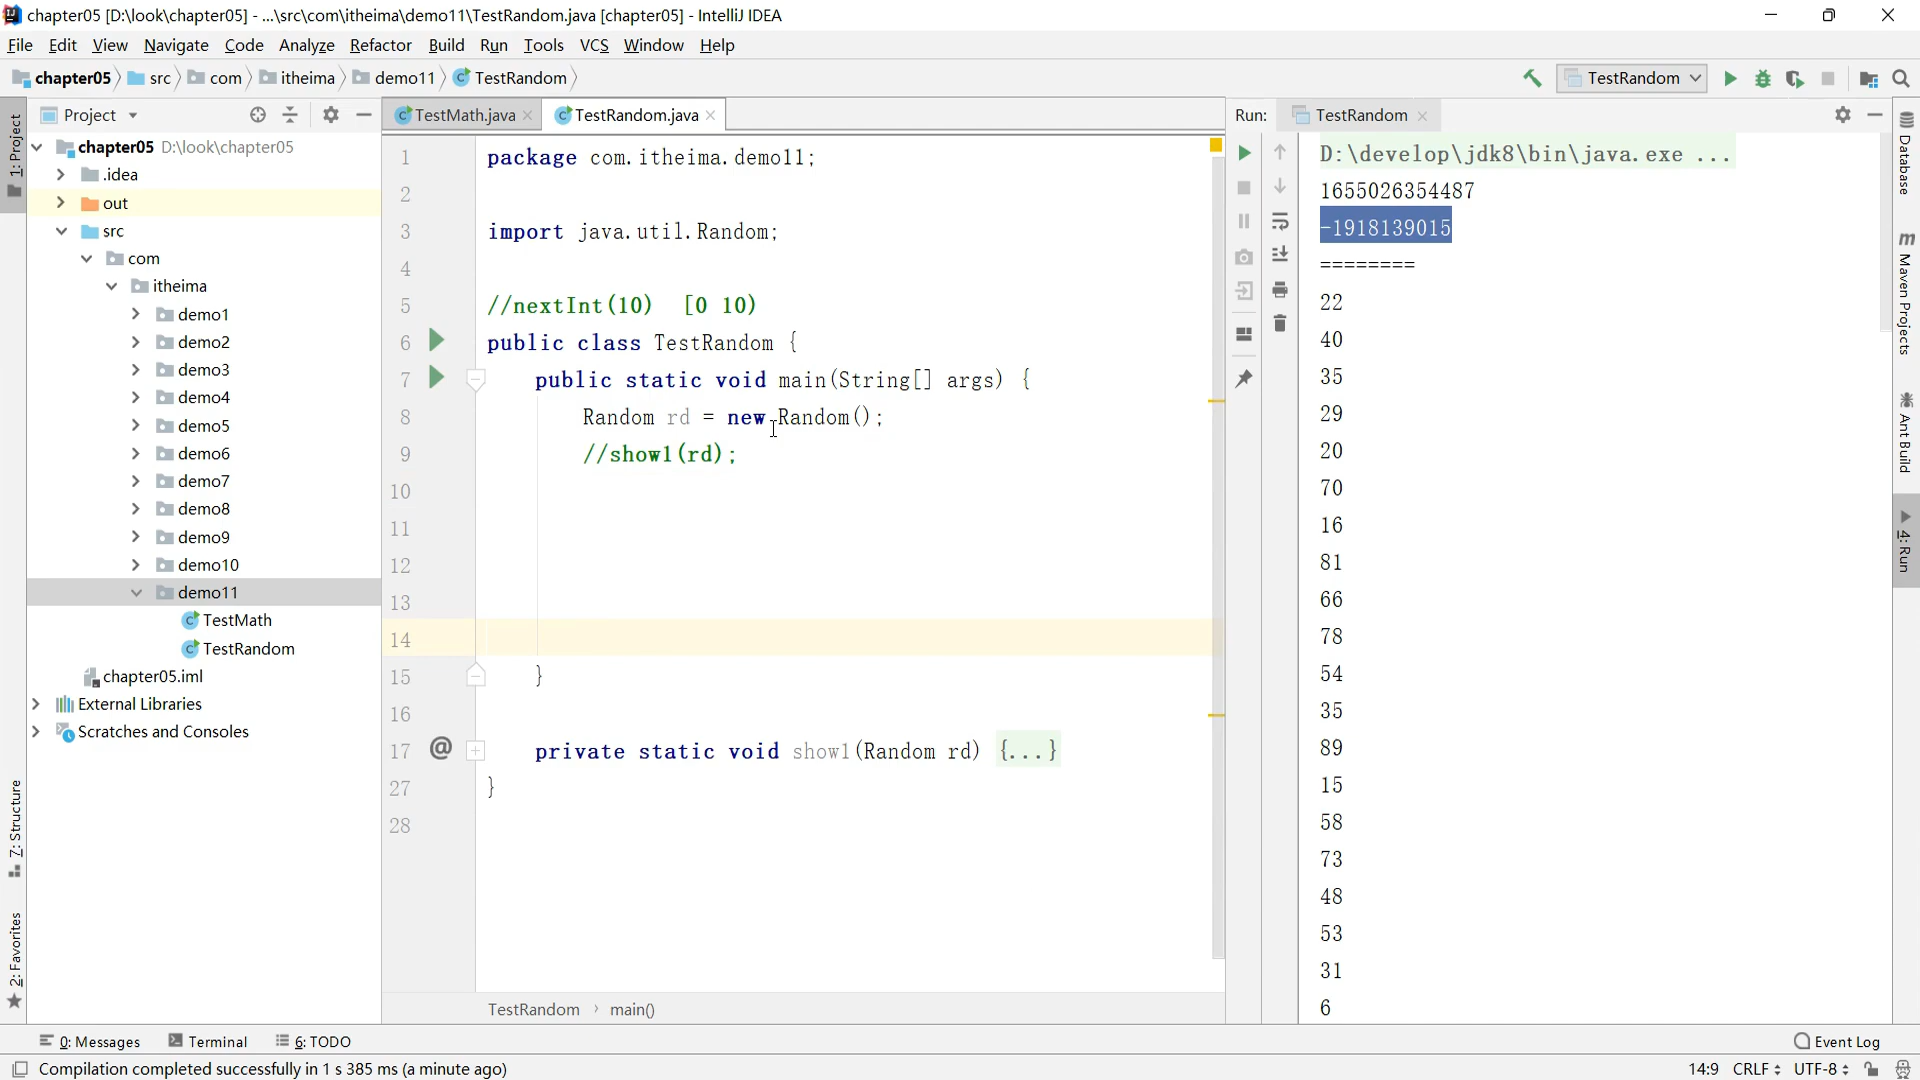 chapter05 [D:\look\chapter05] - ...\src\com\itheima\demo11\TestRandom.java [chapter05] - IntelliJ IDEA
File Edit View Navigate Code Analyze Refactor Build Run Tools VCS Window Help
chapter05 src com itheima demo11 TestRandom
TestRandom
1: Project
Project
chapter05 D:\look\chapter05
.idea
out
src
com
itheima
demo1
demo2
demo3
demo4
demo5
demo6
demo7
demo8
demo9
demo10
demo11
TestMath
TestRandom
chapter05.iml
External Libraries
Scratches and Consoles
7: Structure
2: Favorites
TestMath.java TestRandom.java
1 package com.itheima.demo11;
2
3 import java.util.Random;
4
5 //nextInt(10) [0 10)
6 public class TestRandom {
7 public static void main(String[] args) {
8 Random rd = new Random();
9 //show1(rd);
10
11
12
13
14
15 }
16
17 @ private static void show1(Random rd) {...}
27 }
28
TestRandom › main()
Run: TestRandom
D:\develop\jdk8\bin\java.exe ...
1655026354487
-1918139015
========
22
40
35
29
20
70
16
81
66
78
54
35
89
15
58
73
48
53
31
6
Database
Maven Projects
Ant Build
4: Run
0: Messages Terminal 6: TODO Event Log
Compilation completed successfully in 1 s 385 ms (a minute ago) 14:9 CRLF UTF-8